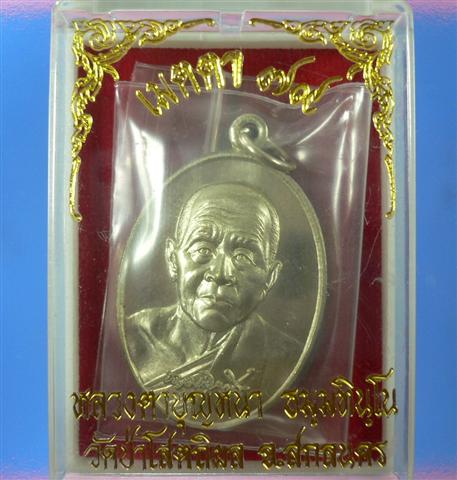 เมตตา ๗๙
หลวงตาบุญหนา ธมฺมทินฺโน
วัดป่าโสตถิผล จ.สกลนคร